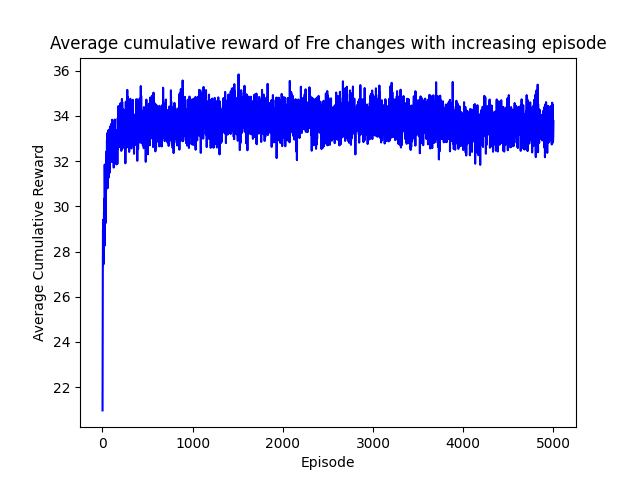 Average cumulative reward of Fre changes with increasing episode
36
34
32
30
28
26
24
22
Average Cumulative Reward
0 1000 2000 3000 4000 5000
Episode